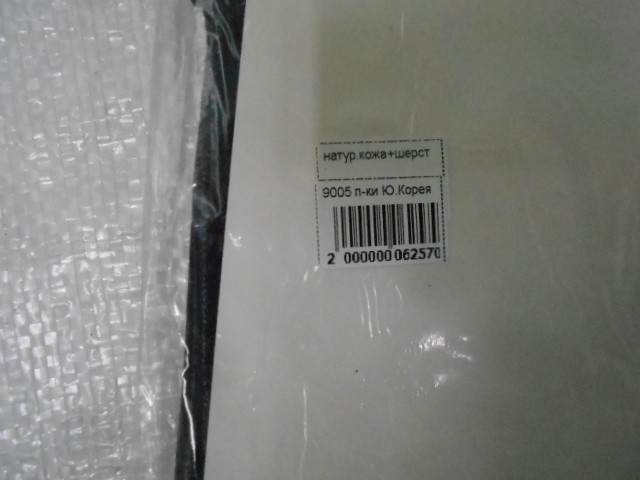 натур.кожа+шерст
9005 п-ки Ю.Корея
2 000000 062570